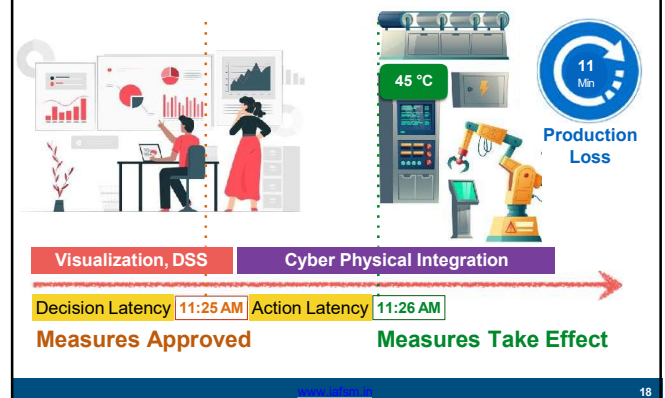 45 °C
11
Min
Production
Loss
Visualization, DSS
Cyber Physical Integration
Decision Latency
11:25 AM
Action Latency
11:26 AM
Measures Approved
Measures Take Effect
www.iafsm.in
18